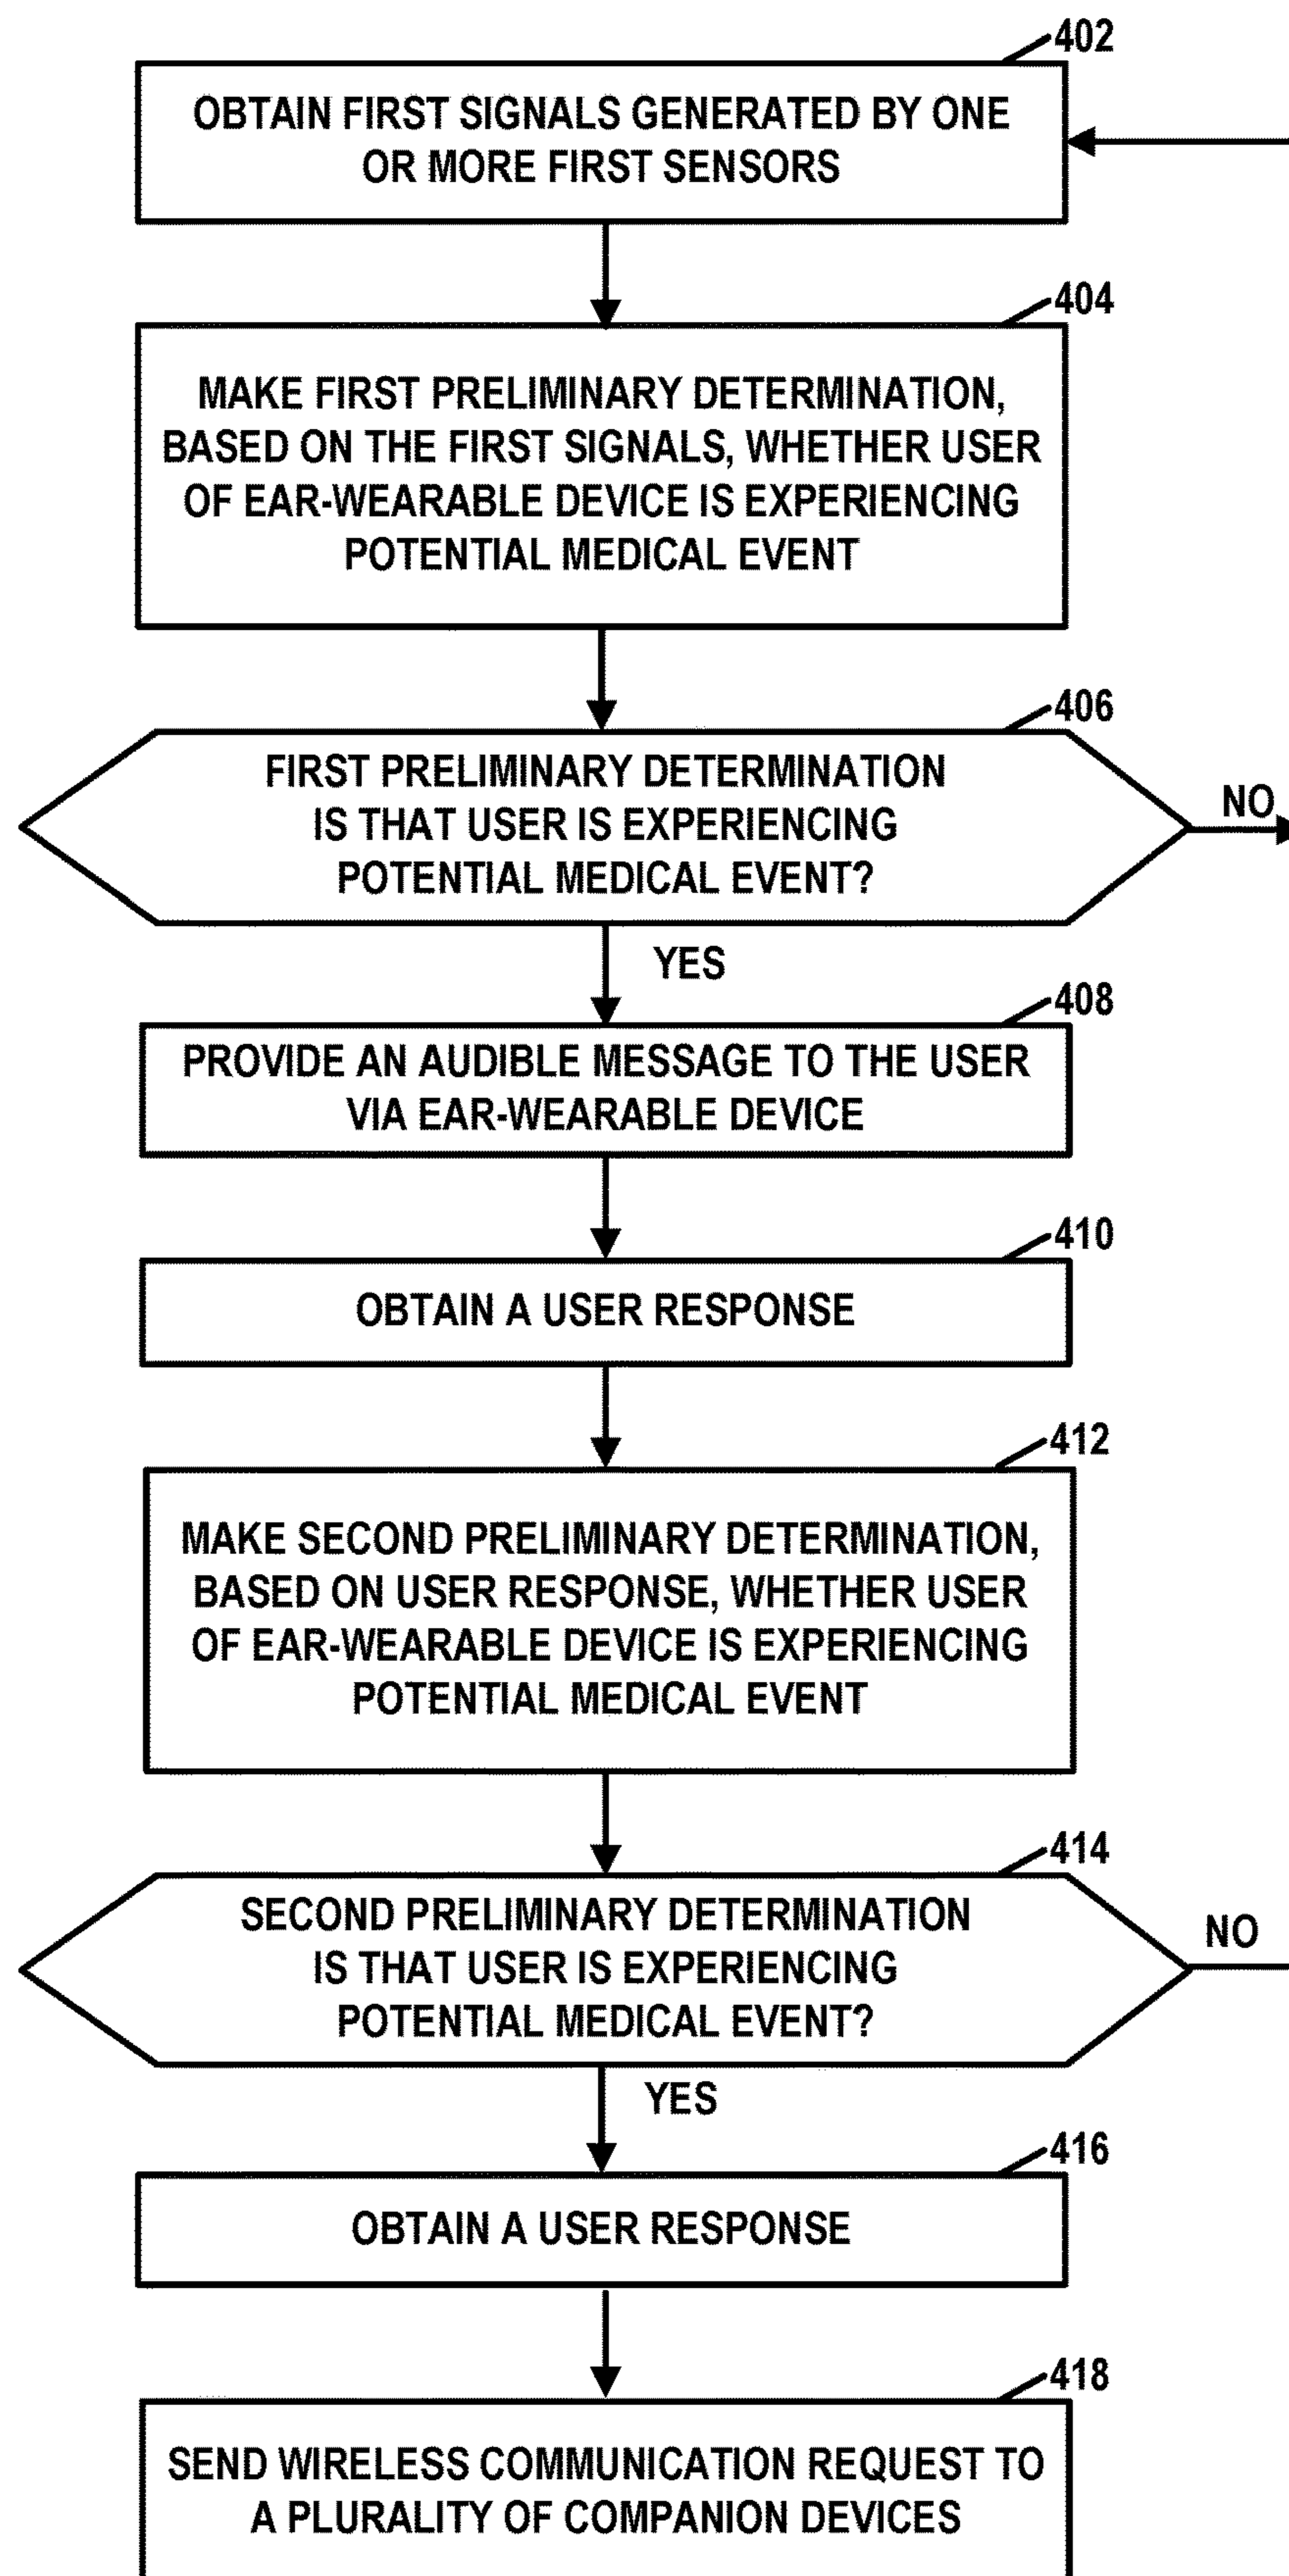 402
OBTAIN FIRST SIGNALS GENERATED BY ONE
OR MORE FIRST SENSORS
404
MAKE FIRST PRELIMINARY DETERMINATION,
BASED ON THE FIRST SIGNALS, WHETHER USER
OF EAR-WEARABLE DEVICE IS EXPERIENCING
POTENTIAL MEDICAL EVENT
406
FIRST PRELIMINARY DETERMINATION
IS THAT USER IS EXPERIENCING
POTENTIAL MEDICAL EVENT?
NO
YES
408
PROVIDE AN AUDIBLE MESSAGE TO THE USER
VIA EAR-WEARABLE DEVICE
410
OBTAIN A USER RESPONSE
412
MAKE SECOND PRELIMINARY DETERMINATION,
BASED ON USER RESPONSE, WHETHER USER
OF EAR-WEARABLE DEVICE IS EXPERIENCING
POTENTIAL MEDICAL EVENT
414
SECOND PRELIMINARY DETERMINATION
IS THAT USER IS EXPERIENCING
POTENTIAL MEDICAL EVENT?
NO
YES
416
OBTAIN A USER RESPONSE
418
SEND WIRELESS COMMUNICATION REQUEST TO
A PLURALITY OF COMPANION DEVICES